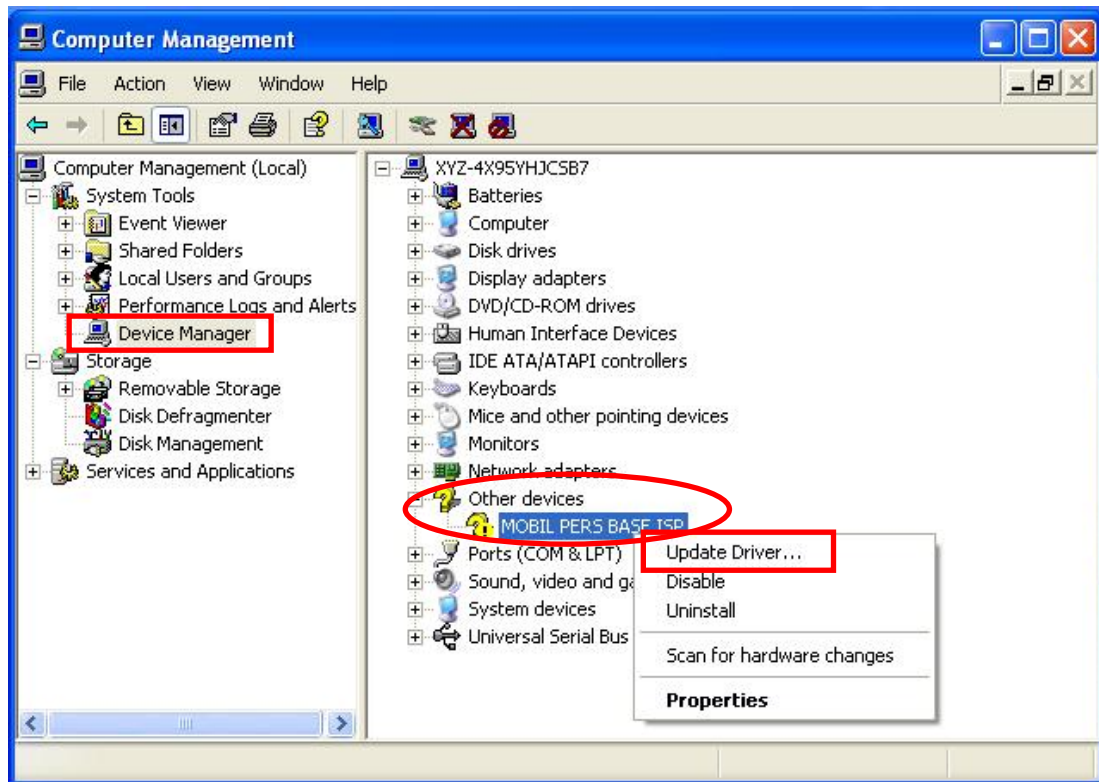 Computer Management
File Action View Window Help
Computer Management (Local)
System Tools
Event Viewer
Shared Folders
Local Users and Groups
Performance Logs and Alerts
Device Manager
Storage
Removable Storage
Disk Defragmenter
Disk Management
Services and Applications
XYZ-4X95YHJCSB7
Batteries
Computer
Disk drives
Display adapters
DVD/CD-ROM drives
Human Interface Devices
IDE ATA/ATAPI controllers
Keyboards
Mice and other pointing devices
Monitors
Network adapters
Other devices
MOBIL PERS BASE ISP
Ports (COM & LPT)
Sound, video and ga
System devices
Universal Serial Bus
Update Driver...
Disable
Uninstall
Scan for hardware changes
Properties